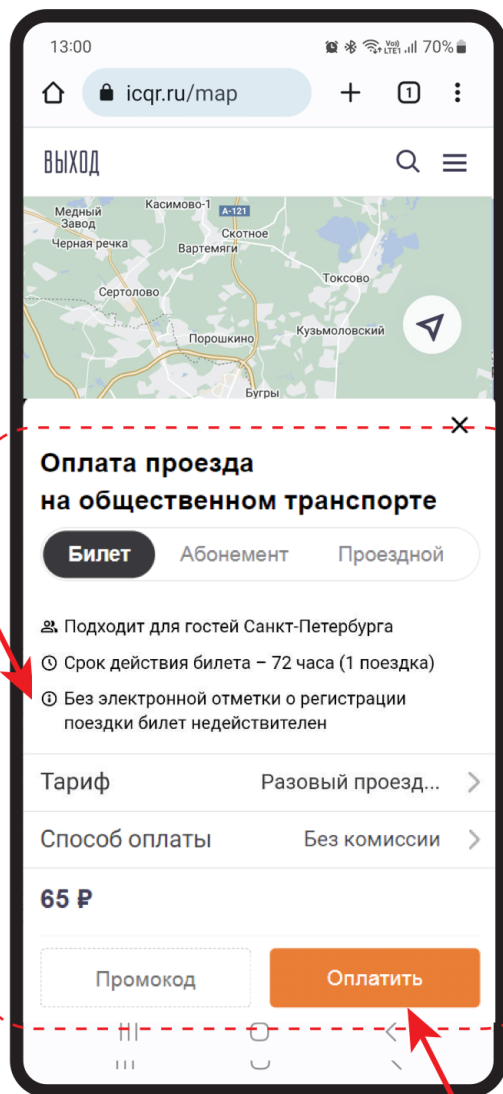 13:00 Vo)) LTE1 70%
icqr.ru/map 1
ВЫХОД
Касимово-1
Медный
Завод
А-121
Скотное
Черная речка
Вартемяги
Токсово
Сертолово
Порошкино
Кузьмоловский
Бугры
Оплата проезда
на общественном транспорте
Билет Абонемент Проездной
Подходит для гостей Санкт-Петербурга
Срок действия билета – 72 часа (1 поездка)
Без электронной отметки о регистрации
поездки билет недействителен
Тариф Разовый проезд...
Способ оплаты Без комиссии
65 ₽
Промокод Оплатить